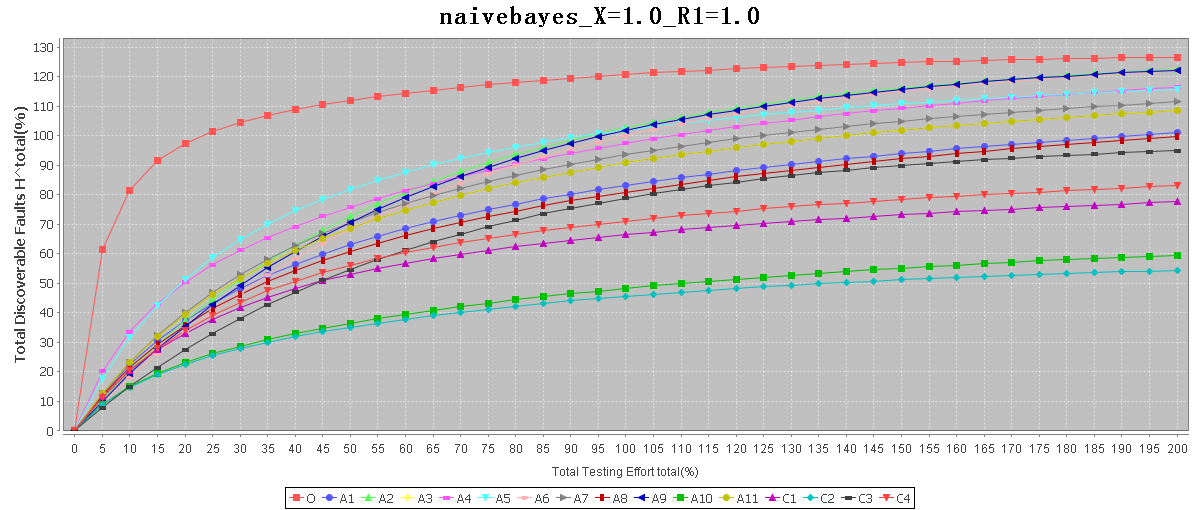 naivebayes_X=1.0_R1=1.0
Total Discoverable Faults H^total(%)
130
120
110
100
90
80
70
60
50
40
30
20
10
0
0 5 10 15 20 25 30 35 40 45 50 55 60 65 70 75 80 85 90 95 100 105 110 115 120 125 130 135 140 145 150 155 160 165 170 175 180 185 190 195 200
Total Testing Effort total(%)
O A1 A2 A3 A4 A5 A6 A7 A8 A9 A10 A11 C1 C2 C3 C4